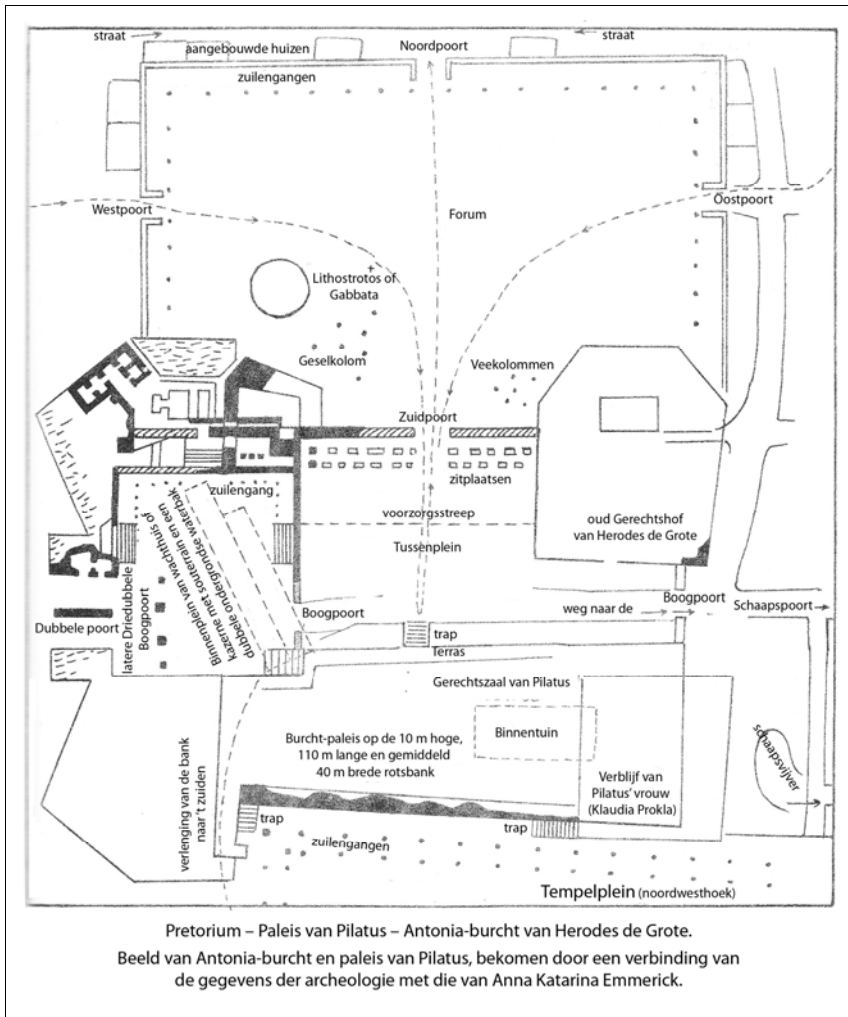 straat
straat
aangebouwde huizen
Noordpoort
zuilengangen
Westpoort
Oostpoort
Forum
Lithostrotos of
Gabbata
Geselkolom
Veekolommen
Zuidpoort
zuilengang
zitplaatsen
voorzorgsstreep
Tussenplein
oud Gerechtshof
van Herodes de Grote
Binnenplein van wachthuis of
kazerne met souterrain en een
dubbele ondergrondse waterbak
latere Driedubbele
Boogpoort
Dubbele poort
Boogpoort
Boogpoort
weg naar de
Schaapspoort
trap
Terras
Gerechtszaal van Pilatus
Binnentuin
Burcht-paleis op de 10 m hoge,
110 m lange en gemiddeld
40 m brede rotsbank
Verblijf van
Pilatus' vrouw
(Klaudia Prokla)
schaapsvijver
verlenging van de bank
naar 't zuiden
trap
trap
zuilengangen
Tempelplein (noordwesthoek)
Pretorium – Paleis van Pilatus – Antonia-burcht van Herodes de Grote.
Beeld van Antonia-burcht en paleis van Pilatus, bekomen door een verbinding van
de gegevens der archeologie met die van Anna Katarina Emmerick.